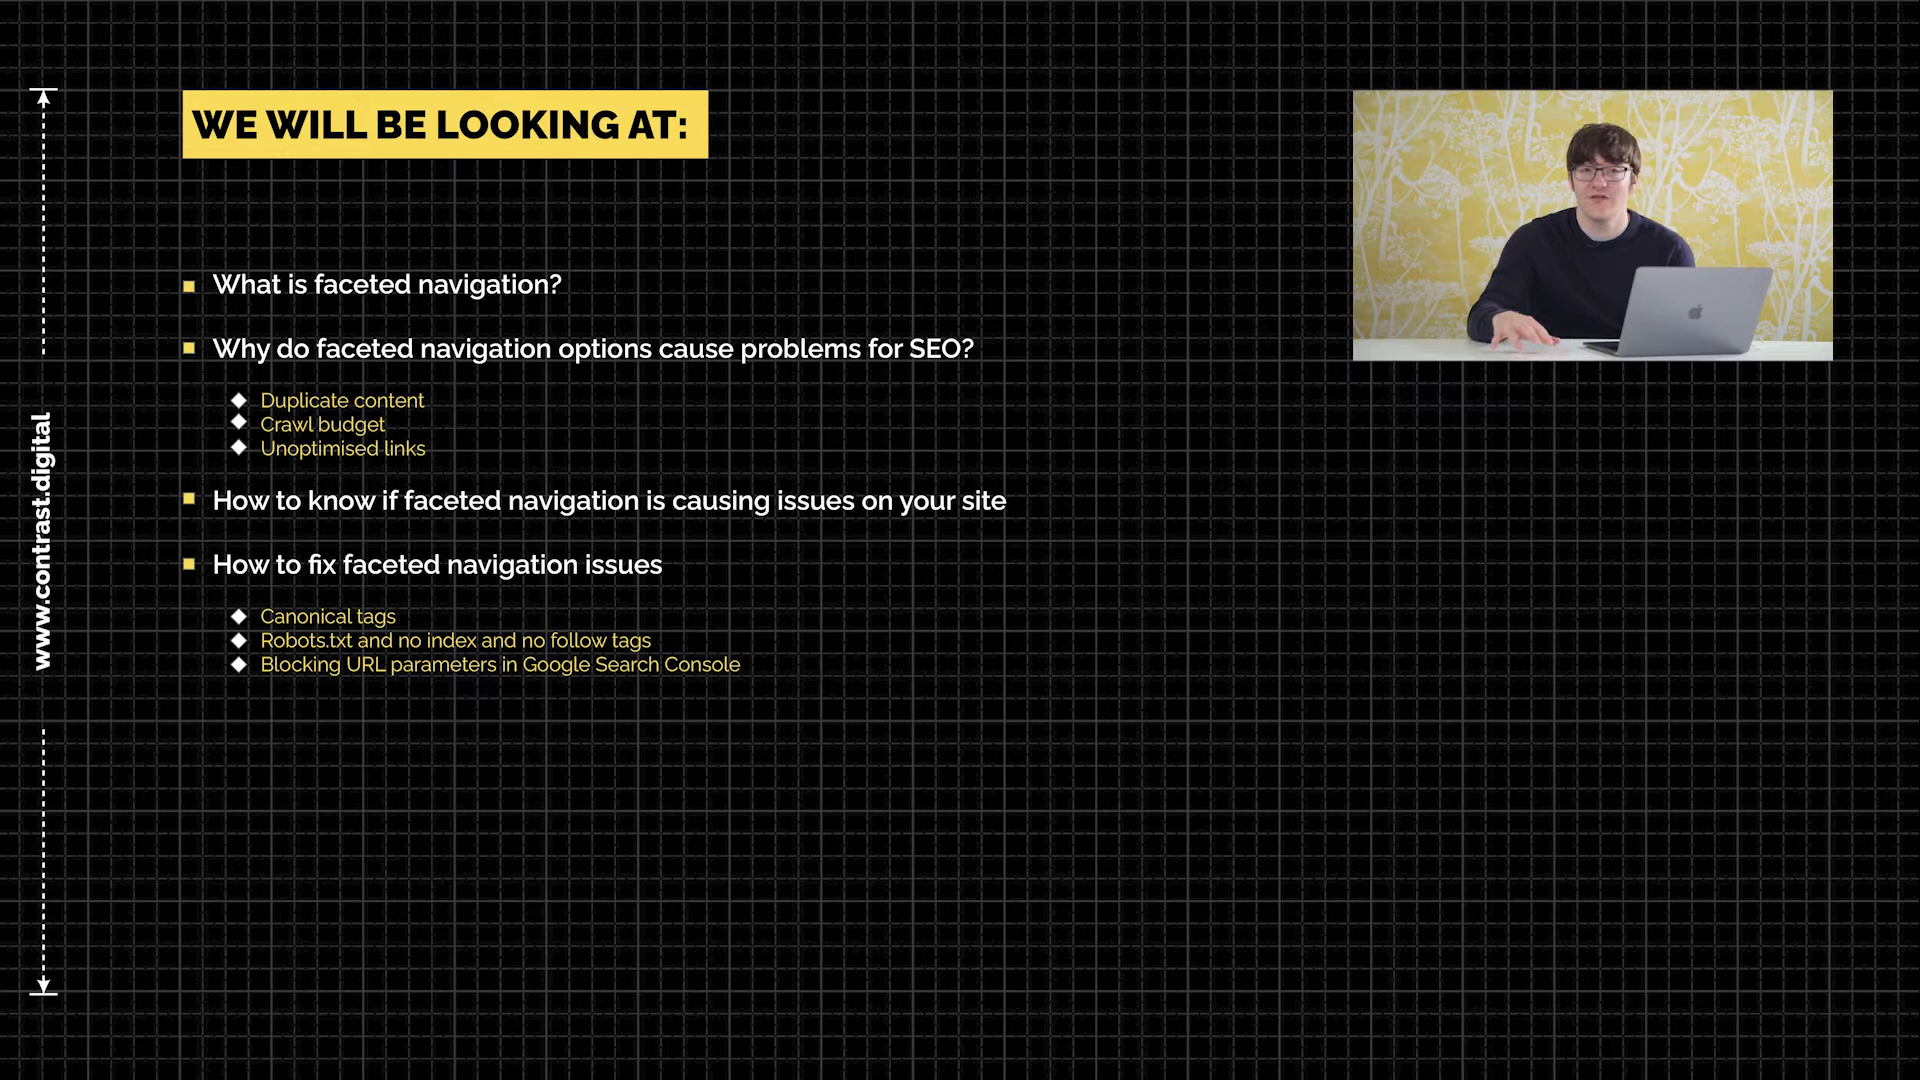 WE WILL BE LOOKING AT:
What is faceted navigation?
Why do faceted navigation options cause problems for SEO?
Duplicate content
Crawl budget
Unoptimised links
How to know if faceted navigation is causing issues on your site
How to fix faceted navigation issues
Canonical tags
Robots.txt and no index and no follow tags
Blocking URL parameters in Google Search Console
www.contrast.digital